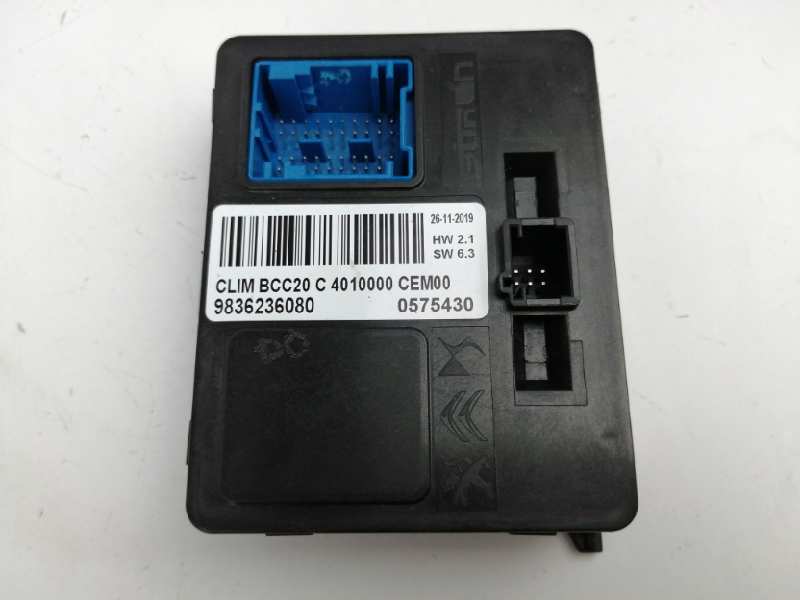 26-11-2019
HW 2.1
SW 6.3
CLIM BCC20 C 4010000 CEM00
9836236080 0575430